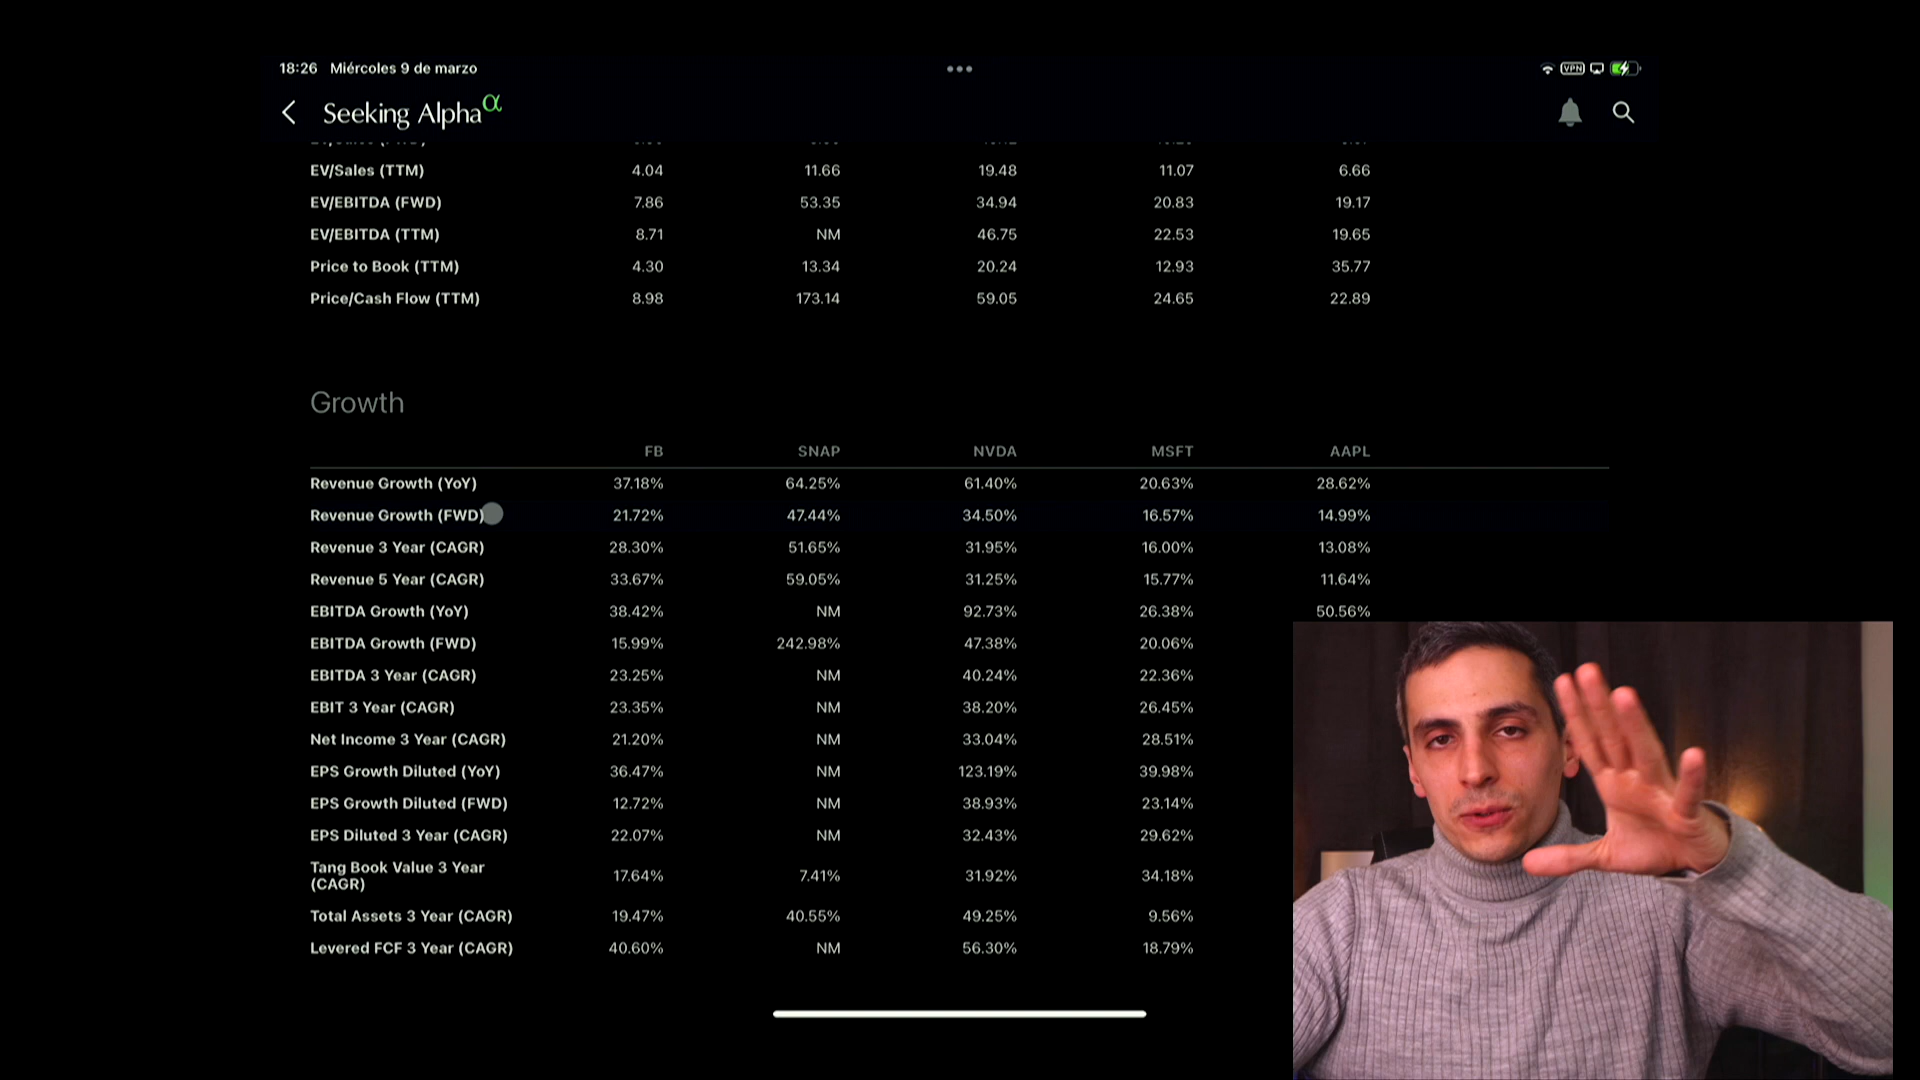 18:26 Miércoles 9 de marzo
VPN
Seeking Alpha α
EV/Sales (TTM) 4.04 11.66 19.48 11.07 6.66
EV/EBITDA (FWD) 7.86 53.35 34.94 20.83 19.17
EV/EBITDA (TTM) 8.71 NM 46.75 22.53 19.65
Price to Book (TTM) 4.30 13.34 20.24 12.93 35.77
Price/Cash Flow (TTM) 8.98 173.14 59.05 24.65 22.89
Growth
FB SNAP NVDA MSFT AAPL
Revenue Growth (YoY) 37.18% 64.25% 61.40% 20.63% 28.62%
Revenue Growth (FWD) 21.72% 47.44% 34.50% 16.57% 14.99%
Revenue 3 Year (CAGR) 28.30% 51.65% 31.95% 16.00% 13.08%
Revenue 5 Year (CAGR) 33.67% 59.05% 31.25% 15.77% 11.64%
EBITDA Growth (YoY) 38.42% NM 92.73% 26.38% 50.56%
EBITDA Growth (FWD) 15.99% 242.98% 47.38% 20.06%
EBITDA 3 Year (CAGR) 23.25% NM 40.24% 22.36%
EBIT 3 Year (CAGR) 23.35% NM 38.20% 26.45%
Net Income 3 Year (CAGR) 21.20% NM 33.04% 28.51%
EPS Growth Diluted (YoY) 36.47% NM 123.19% 39.98%
EPS Growth Diluted (FWD) 12.72% NM 38.93% 23.14%
EPS Diluted 3 Year (CAGR) 22.07% NM 32.43% 29.62%
Tang Book Value 3 Year
(CAGR) 17.64% 7.41% 31.92% 34.18%
Total Assets 3 Year (CAGR) 19.47% 40.55% 49.25% 9.56%
Levered FCF 3 Year (CAGR) 40.60% NM 56.30% 18.79%